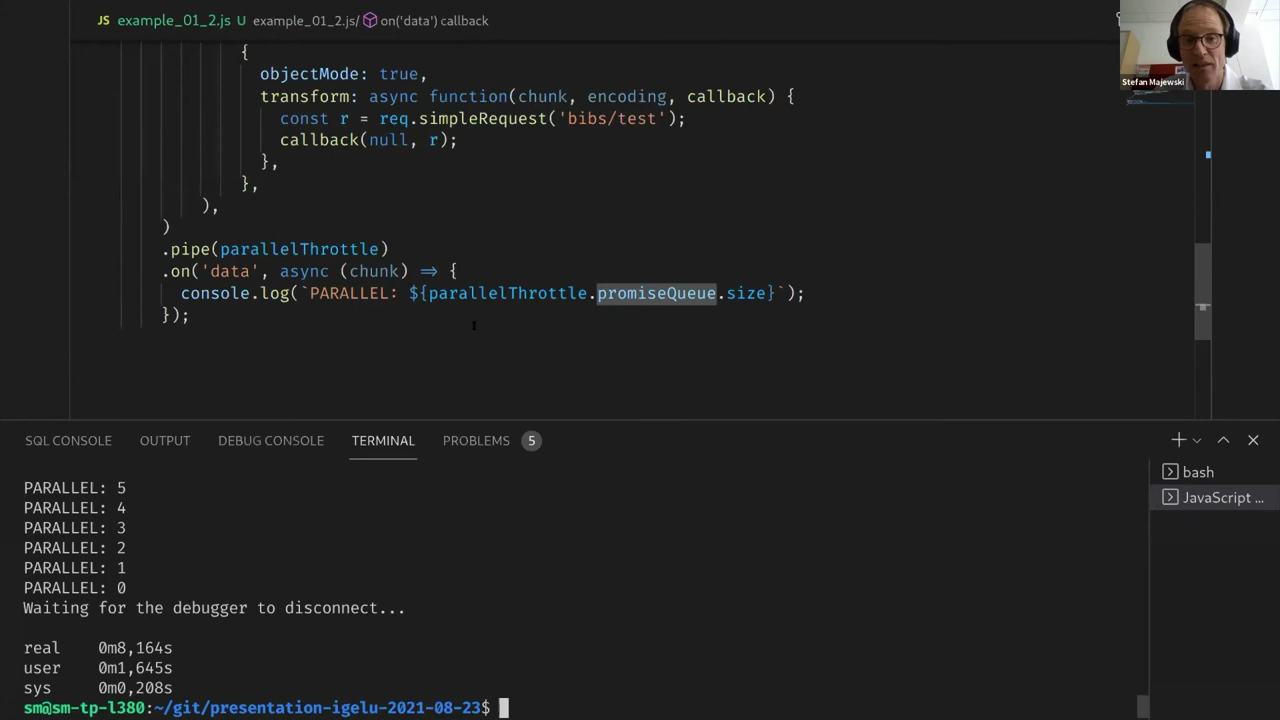 JS example_01_2.js U example_01_2.js/ on('data') callback
Stefan Majewski
{
objectMode: true,
transform: async function(chunk, encoding, callback) {
const r = req.simpleRequest('bibs/test');
callback(null, r);
},
},
),
)
.pipe(parallelThrottle)
.on('data', async (chunk) => {
console.log(`PARALLEL: ${parallelThrottle.promiseQueue.size}`);
});
SQL CONSOLE OUTPUT DEBUG CONSOLE TERMINAL PROBLEMS 5
bash
JavaScript ...
PARALLEL: 5
PARALLEL: 4
PARALLEL: 3
PARALLEL: 2
PARALLEL: 1
PARALLEL: 0
Waiting for the debugger to disconnect...
real 0m8,164s
user 0m1,645s
sys 0m0,208s
sm@sm-tp-l380:~/git/presentation-igelu-2021-08-23$